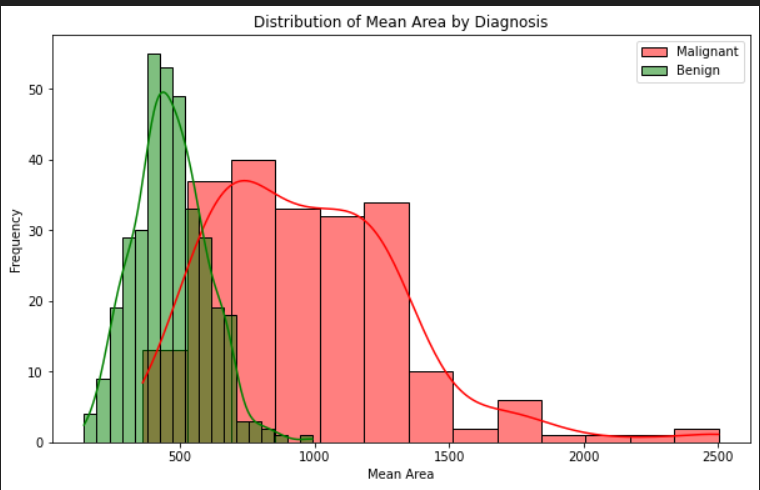 Distribution of Mean Area by Diagnosis
Malignant
Benign
50
40
30
20
10
0
Frequency
500
1000
1500
2000
2500
Mean Area